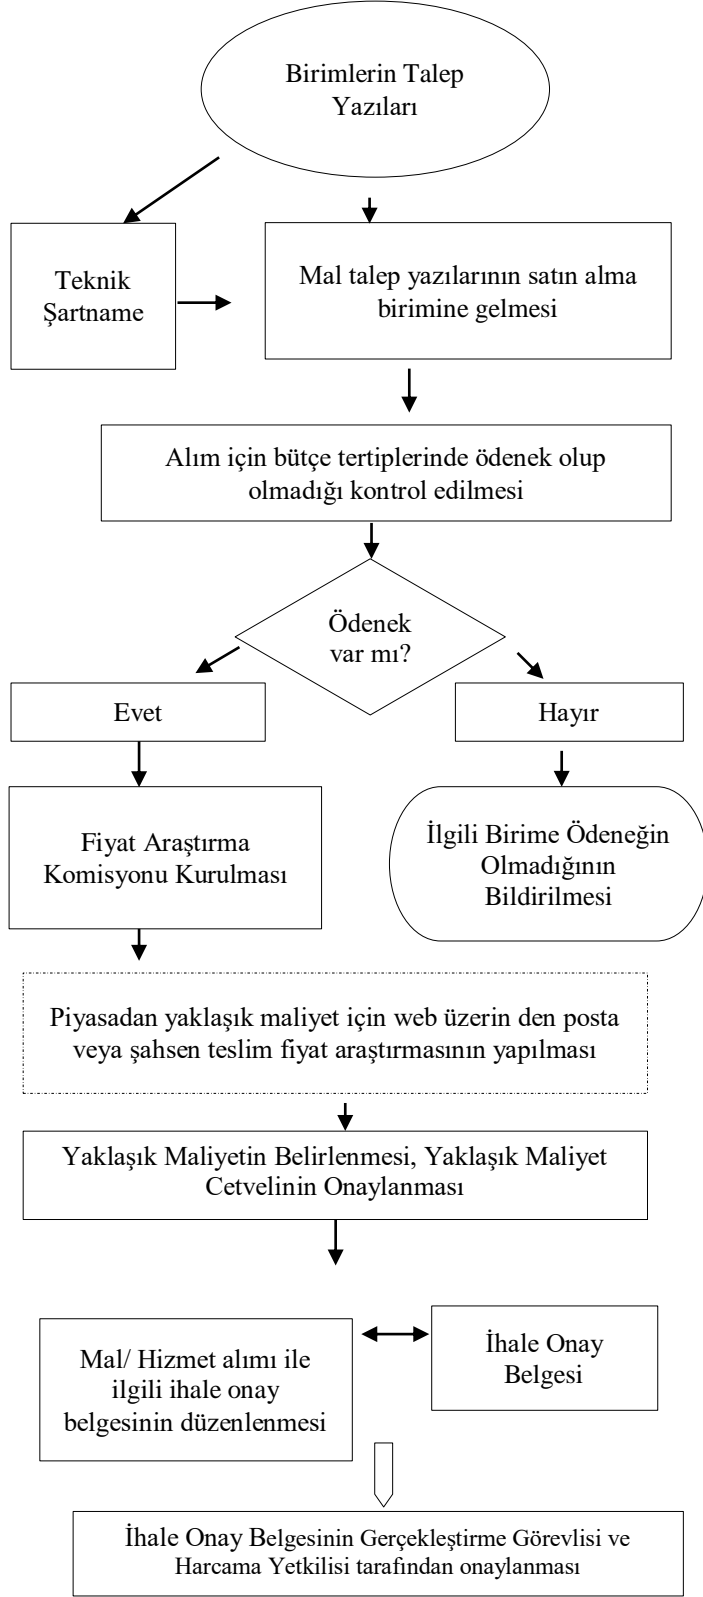 Birimlerin Talep
Yazıları
Teknik
Şartname
Mal talep yazılarının satın alma
birimine gelmesi
Alım için bütçe tertiplerinde ödenek olup
olmadığı kontrol edilmesi
Ödenek
var mı?
Evet
Hayır
Fiyat Araştırma
Komisyonu Kurulması
İlgili Birime Ödeneğin
Olmadığının
Bildirilmesi
Piyasadan yaklaşık maliyet için web üzerin den posta
veya şahsen teslim fiyat araştırmasının yapılması
Yaklaşık Maliyetin Belirlenmesi, Yaklaşık Maliyet
Cetvelinin Onaylanması
Mal/ Hizmet alımı ile
ilgili ihale onay
belgesinin düzenlenmesi
İhale Onay
Belgesi
İhale Onay Belgesinin Gerçekleştirme Görevlisi ve
Harcama Yetkilisi tarafından onaylanması